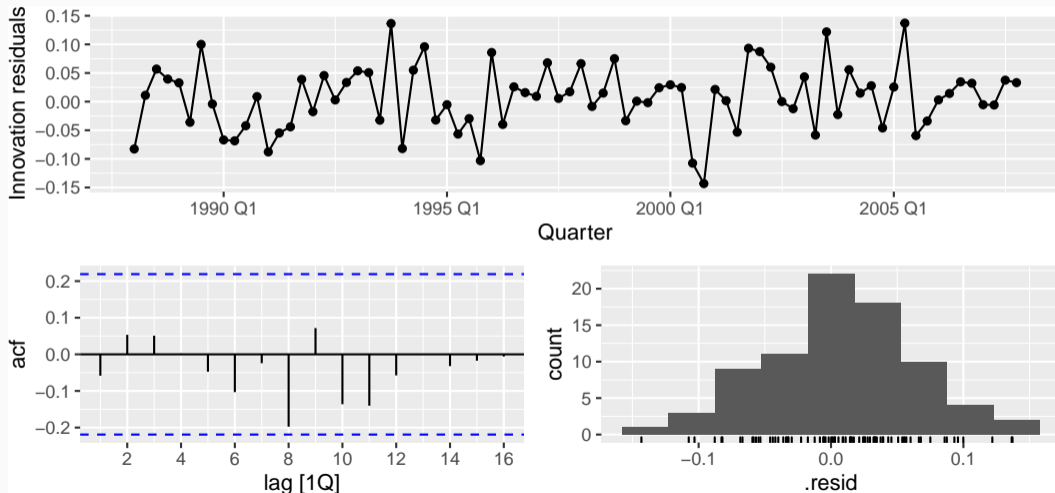 Innovation residuals
0.15
0.10
0.05
0.00
−0.05
−0.10
−0.15
1990 Q1 1995 Q1 2000 Q1 2005 Q1
Quarter
acf
0.2
0.1
0.0
−0.1
−0.2
2 4 6 8 10 12 14 16
lag [1Q]
count
20
15
10
5
0
−0.1 0.0 0.1
.resid